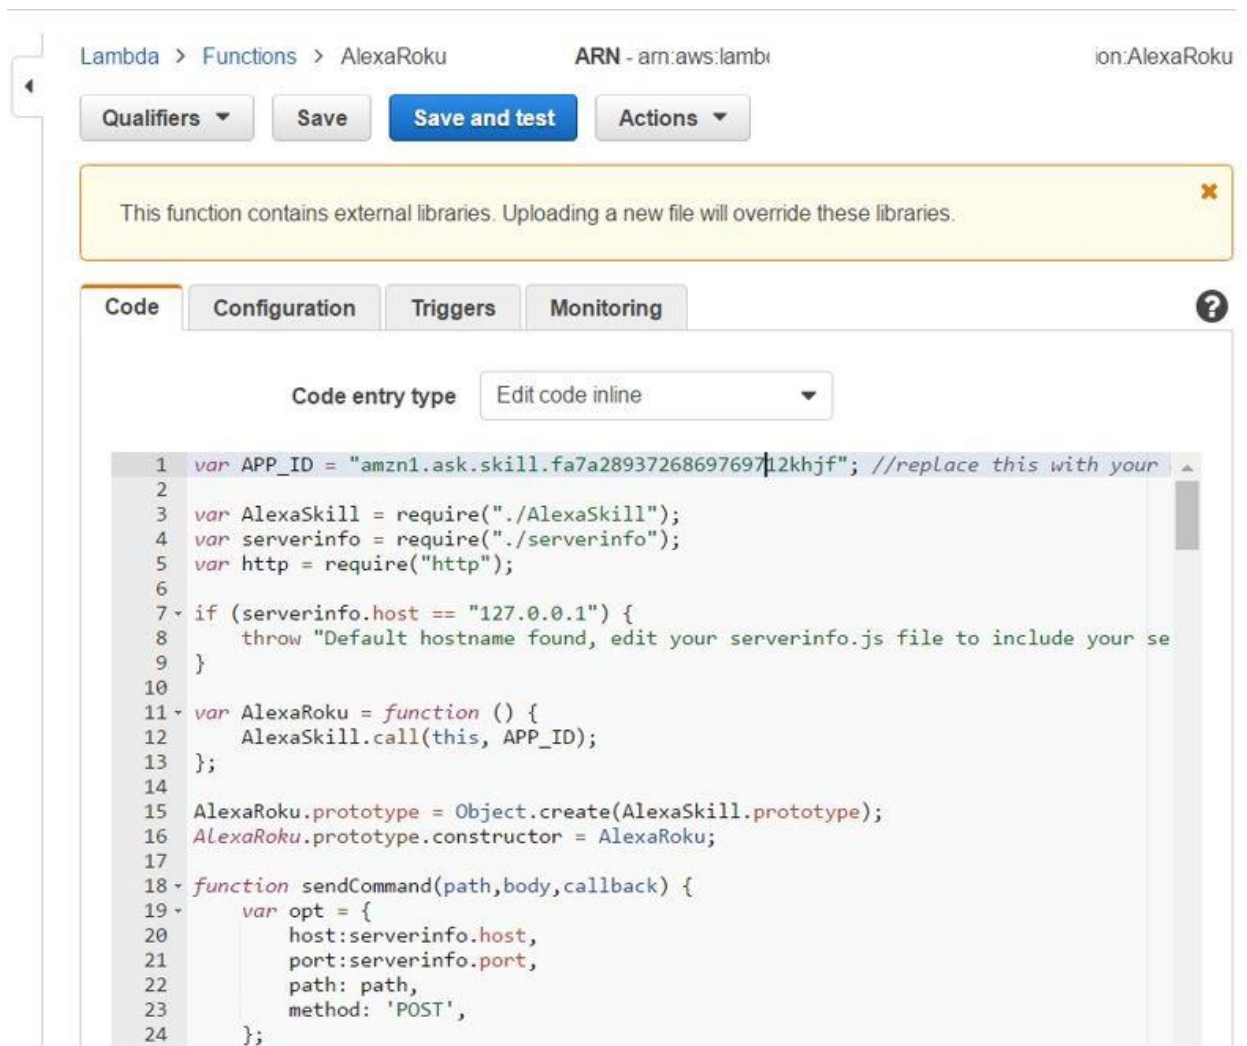 Lambda > Functions > AlexaRoku ARN - arn:aws:lambd ion:AlexaRoku
Qualifiers Save Save and test Actions
This function contains external libraries. Uploading a new file will override these libraries.
Code Configuration Triggers Monitoring
Code entry type Edit code inline
1 var APP_ID = "amzn1.ask.skill.fa7a2893726869769712khjf"; //replace this with your
2
3 var AlexaSkill = require("./AlexaSkill");
4 var serverinfo = require("./serverinfo");
5 var http = require("http");
6
7 if (serverinfo.host == "127.0.0.1") {
8 throw "Default hostname found, edit your serverinfo.js file to include your se
9 }
10
11 var AlexaRoku = function () {
12 AlexaSkill.call(this, APP_ID);
13 };
14
15 AlexaRoku.prototype = Object.create(AlexaSkill.prototype);
16 AlexaRoku.prototype.constructor = AlexaRoku;
17
18 function sendCommand(path,body,callback) {
19 var opt = {
20 host:serverinfo.host,
21 port:serverinfo.port,
22 path: path,
23 method: 'POST',
24 };